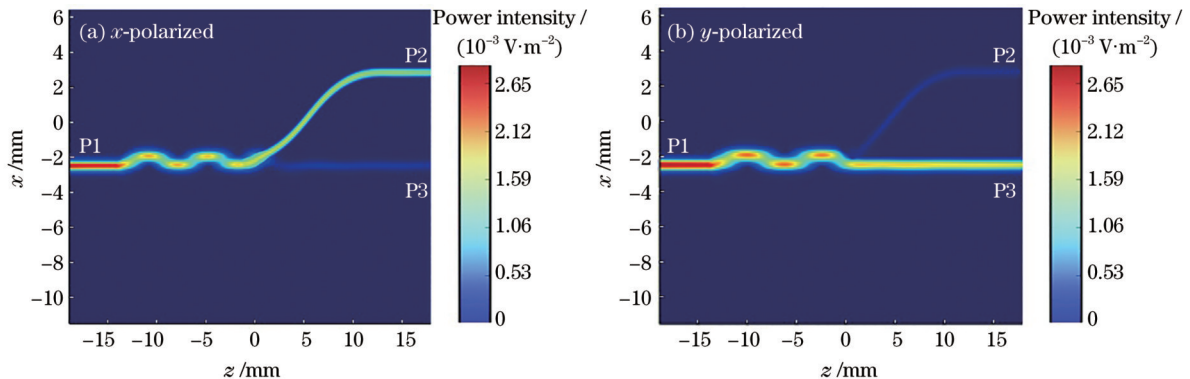 (a) x-polarized
P1
P2
P3
6
4
2
0
−2
−4
−6
−8
−10
x /mm
−15
−10
−5
0
5
10
15
z /mm
Power intensity /
(10⁻³ V·m⁻²)
2.65
2.12
1.59
1.06
0.53
0
(b) y-polarized
P1
P2
P3
6
4
2
0
−2
−4
−6
−8
−10
x /mm
−15
−10
−5
0
5
10
15
z /mm
Power intensity /
(10⁻³ V·m⁻²)
2.65
2.12
1.59
1.06
0.53
0